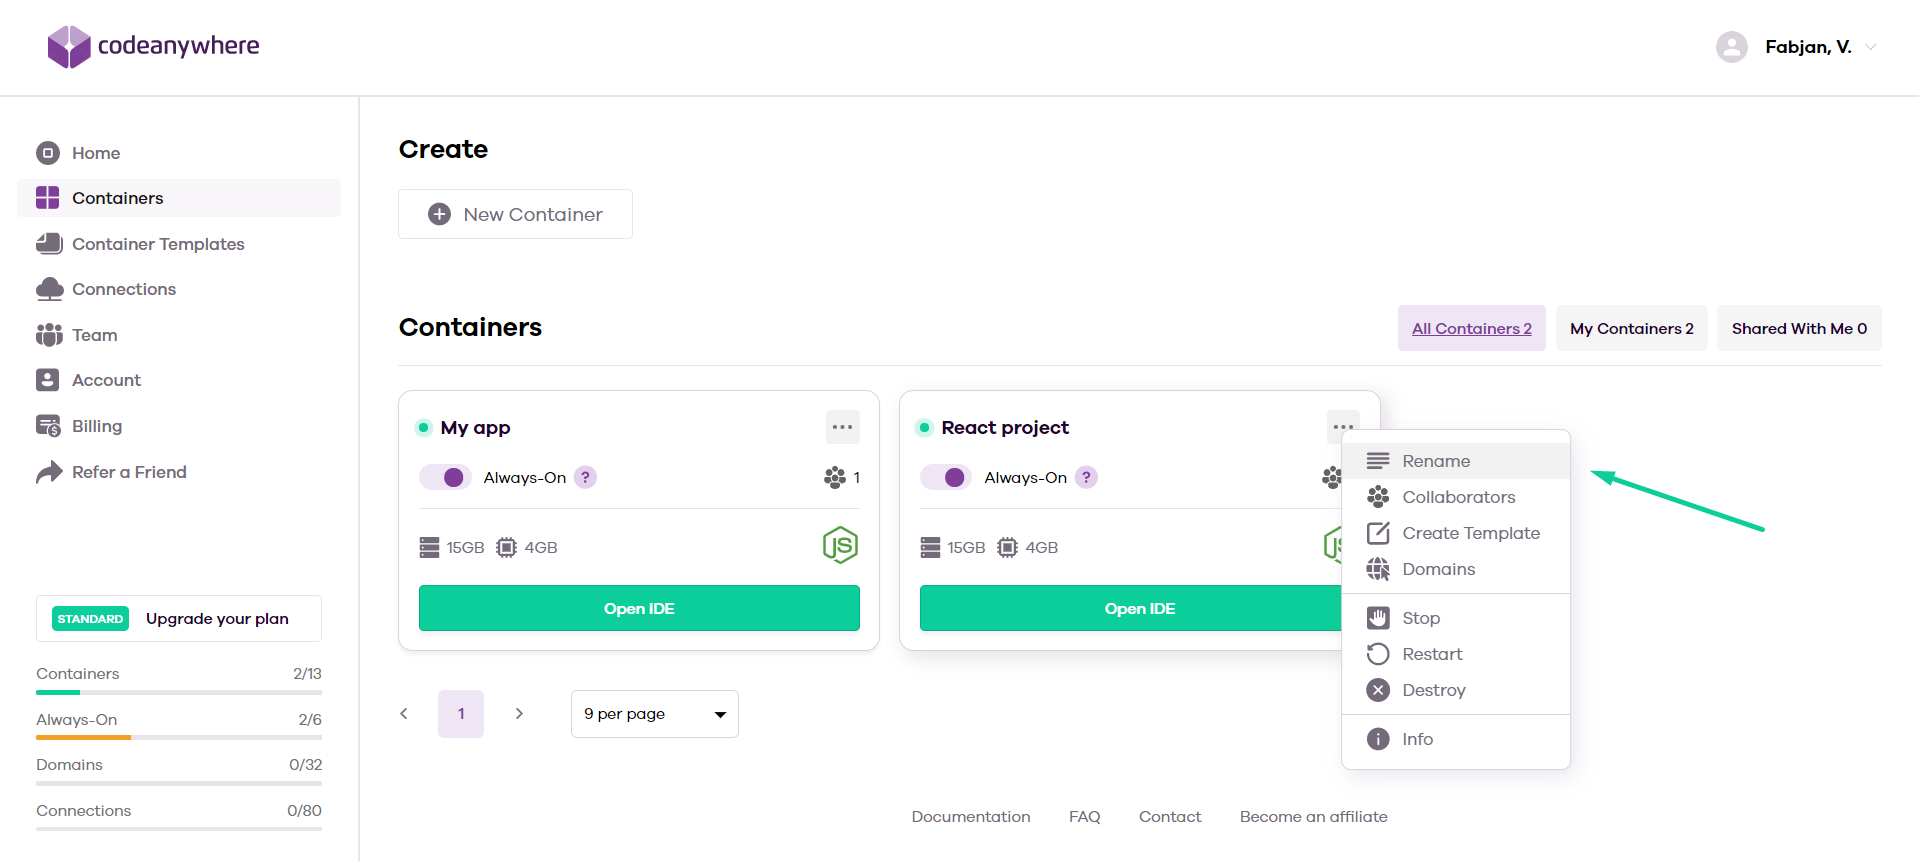 codeanywhere
Fabjan, V.
Home
Containers
Container Templates
Connections
Team
Account
Billing
Refer a Friend
STANDARD Upgrade your plan
Containers 2/13
Always-On 2/6
Domains 0/32
Connections 0/80
Create
New Container
Containers
All Containers 2 My Containers 2 Shared With Me 0
My app
Always-On ? 1
15GB 4GB JS
Open IDE
React project
Always-On ?
15GB 4GB
Open IDE
Rename
Collaborators
Create Template
Domains
Stop
Restart
Destroy
Info
1
9 per page
Documentation FAQ Contact Become an affiliate